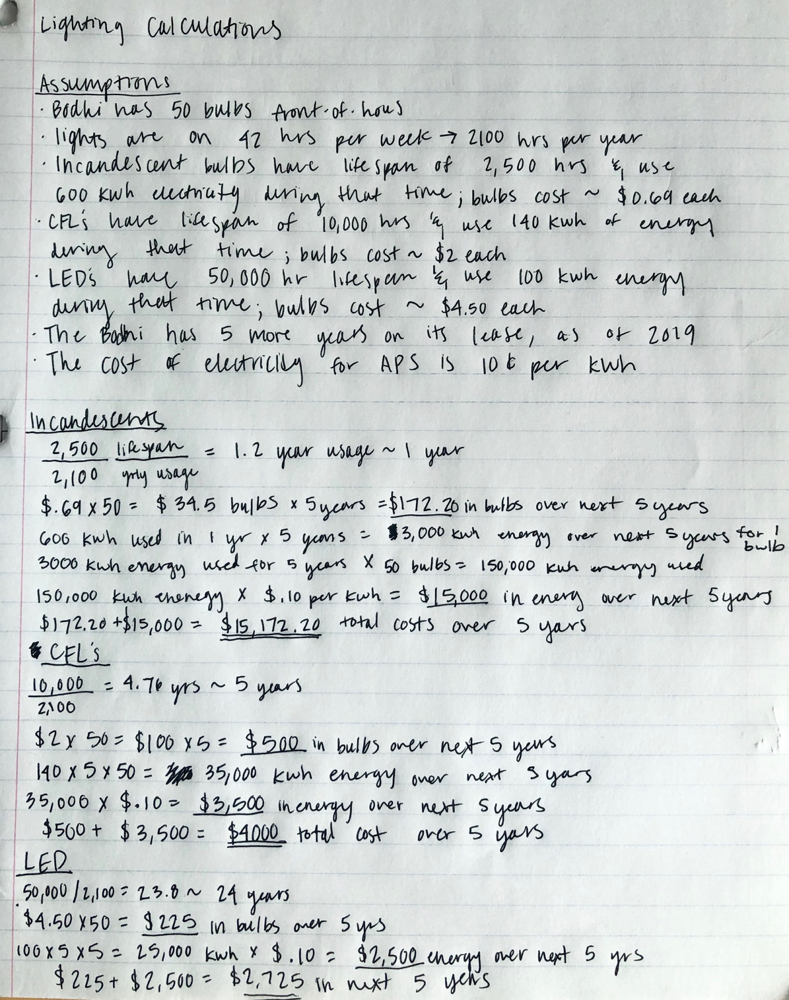 Lighting Calculations
Assumptions
· Bodhi has 50 bulbs front-of-hous
· lights are on 42 hrs per week → 2100 hrs per year
· Incandescent bulbs have lifespan of 2,500 hrs & use
600 kwh electricity during that time; bulbs cost ~ $0.69 each
· CFL's have lifespan of 10,000 hrs & use 140 kwh of energy
during that time; bulbs cost ~ $2 each
· LED's have 50,000 hr lifespan & use 100 kwh energy
during that time; bulbs cost ~ $4.50 each
· The Bodhi has 5 more years on its lease, as of 2019
· The cost of electricity for APS is 10¢ per kwh
Incandescents
2,500 lifespan = 1.2 year usage ~ 1 year
2,100 yrly usage
$.69 x 50 = $34.5 bulbs x 5 years = $172.20 in bulbs over next 5 years
600 kwh used in 1 yr x 5 years = 3,000 kwh energy over next 5 years for 1
bulb
3000 kwh energy used for 5 years x 50 bulbs = 150,000 kwh energy used
150,000 kwh enenegy x $.10 per kwh = $15,000 in energ over next 5 years
$172.20 + $15,000 = $15,172.20 total costs over 5 yars
CFL's
10,000 = 4.76 yrs ~ 5 years
2,100
$2 x 50 = $100 x 5 = $500 in bulbs over next 5 years
140 x 5 x 50 = 35,000 kwh energy over next 5 yars
35,000 x $.10 = $3,500 in energy over next 5 years
$500 + $3,500 = $4000 total cost over 5 yars
LED
50,000/2,100 = 23.8 ~ 24 years
$4.50 x 50 = $225 in bulbs over 5 yrs
100 x 5 x 5 = 25,000 kwh x $.10 = $2,500 energy over next 5 yrs
$225 + $2,500 = $2,725 in next 5 years